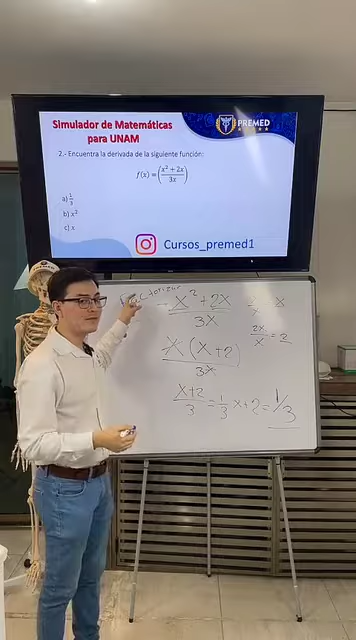 Simulador de Matemáticas
para UNAM
PREMED
2.- Encuentra la derivada de la siguiente función:
f(x) = (x² + 2x / 3x)
a) 1/3
b) x²
c) x
Cursos_premed1
Factorizar
x² + 2x / 3x
2x / x = 2
x (x+2) / 3x
x+2 / 3 = 1/3 x + 2 = 1/3